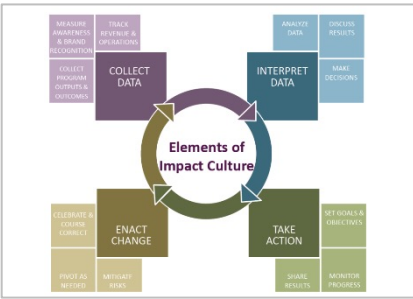 MEASURE
AWARENESS
& BRAND
RECOGNITION
TRACK
REVENUE &
OPERATIONS
COLLECT
PROGRAM
OUTPUTS &
OUTCOMES
COLLECT
DATA
ANALYZE
DATA
DISCUSS
RESULTS
INTERPRET
DATA
MAKE
DECISIONS
Elements of
Impact Culture
CELEBRATE &
COURSE
CORRECT
ENACT
CHANGE
PIVOT AS
NEEDED
MITIGATE
RISKS
TAKE
ACTION
SET GOALS &
OBJECTIVES
SHARE
RESULTS
MONITOR
PROGRESS